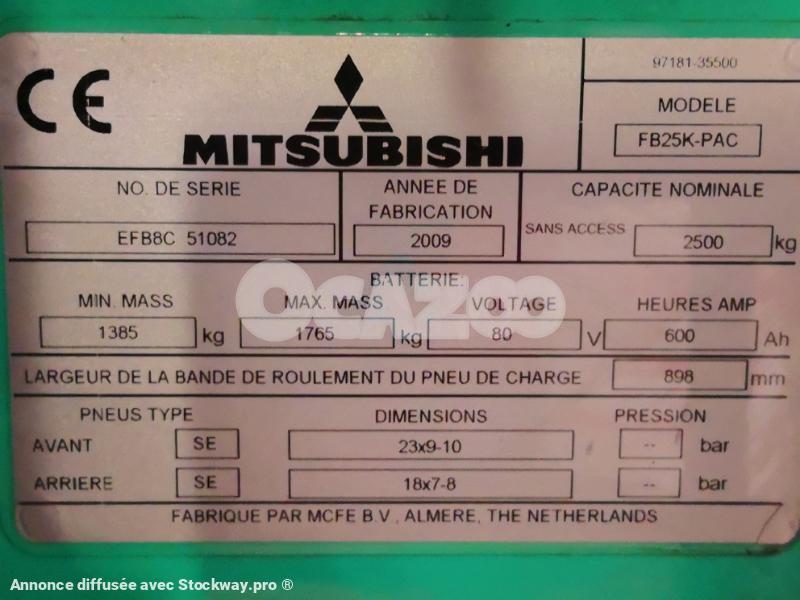 CE
MITSUBISHI
97181-35500
MODELE
FB25K-PAC
NO. DE SERIE
EFB8C 51082
ANNEE DE
FABRICATION
2009
CAPACITE NOMINALE
SANS ACCESS 2500 kg
BATTERIE:
MIN. MASS MAX. MASS VOLTAGE HEURES AMP
1385 kg 1765 kg 80 V 600 Ah
OCAZOO
LARGEUR DE LA BANDE DE ROULEMENT DU PNEU DE CHARGE 898 mm
PNEUS TYPE DIMENSIONS PRESSION
AVANT SE 23x9-10 -- bar
ARRIERE SE 18x7-8 -- bar
FABRIQUE PAR MCFE B.V., ALMERE, THE NETHERLANDS
Annonce diffusée avec Stockway.pro ®